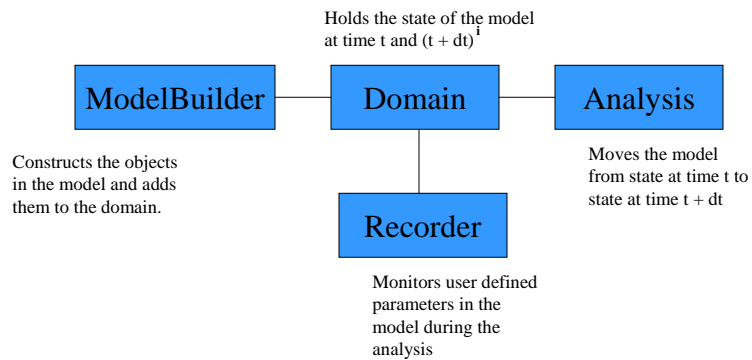 Holds the state of the model
at time t and (t + dt)^i
ModelBuilder
Domain
Analysis
Constructs the objects
in the model and adds
them to the domain.
Moves the model
from state at time t to
state at time t + dt
Recorder
Monitors user defined
parameters in the
model during the
analysis